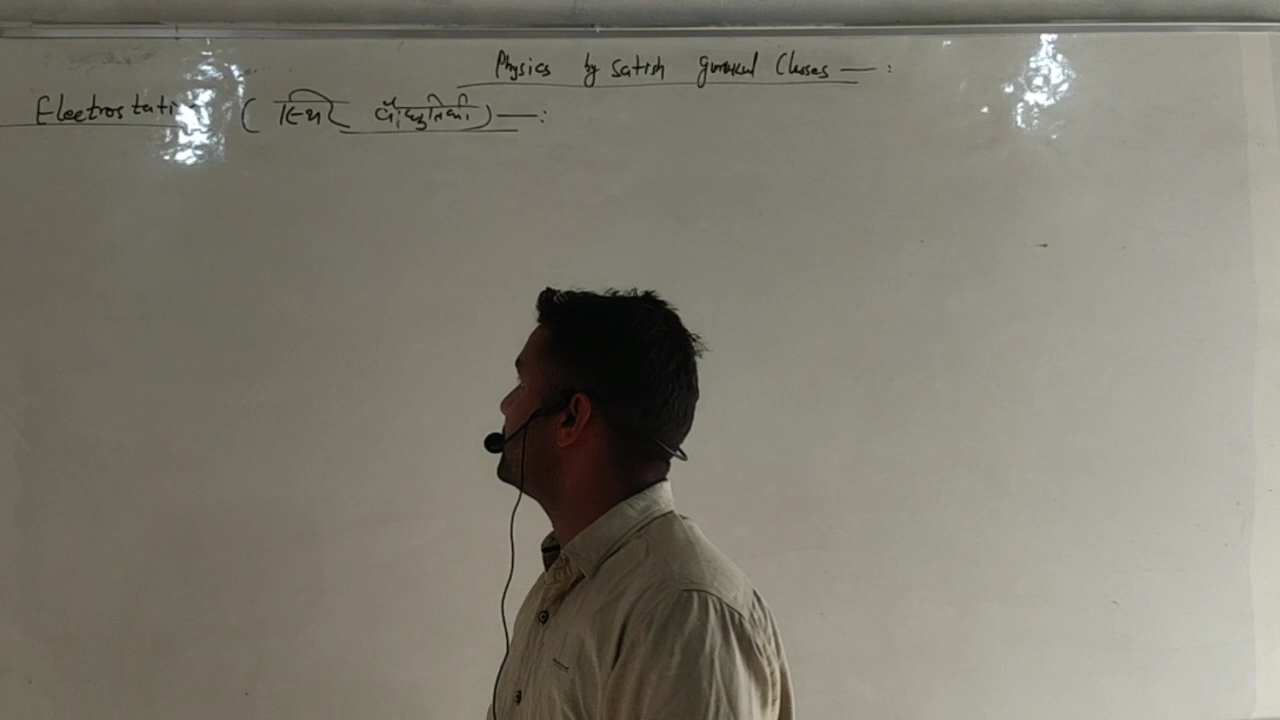 Physics by Satish gurukul Classes —:
Electrostati (स्थिर वैधुतिकी) —: